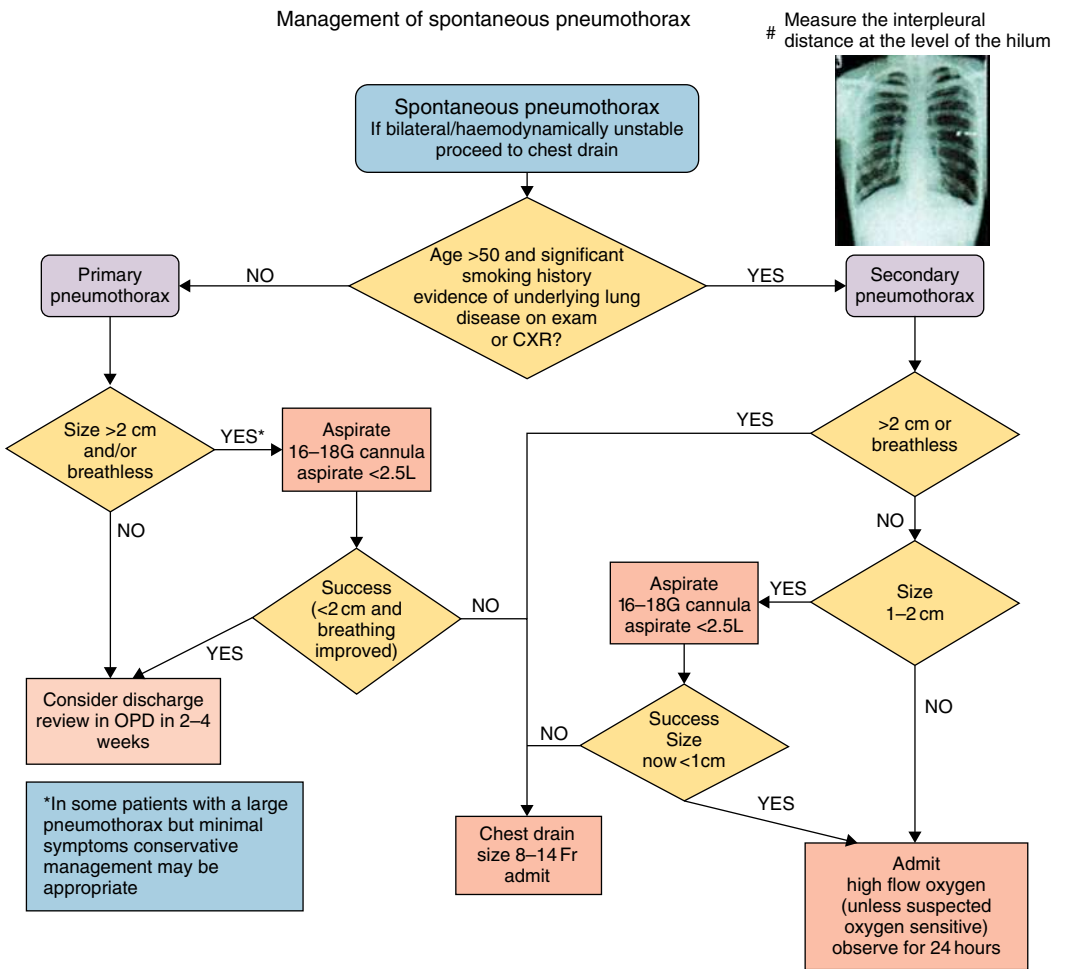 Management of spontaneous pneumothorax
# Measure the interpleural
distance at the level of the hilum
Spontaneous pneumothorax
If bilateral/haemodynamically unstable
proceed to chest drain
Age >50 and significant
smoking history
evidence of underlying lung
disease on exam
or CXR?
NO
YES
Primary
pneumothorax
Secondary
pneumothorax
Size >2 cm
and/or
breathless
YES*
Aspirate
16–18G cannula
aspirate <2.5L
YES
>2 cm or
breathless
NO
NO
Success
(<2 cm and
breathing
improved)
NO
YES
Aspirate
16–18G cannula
aspirate <2.5L
YES
Size
1–2 cm
Consider discharge
review in OPD in 2–4
weeks
Success
Size
now <1cm
NO
YES
NO
*In some patients with a large
pneumothorax but minimal
symptoms conservative
management may be
appropriate
Chest drain
size 8–14 Fr
admit
Admit
high flow oxygen
(unless suspected
oxygen sensitive)
observe for 24 hours